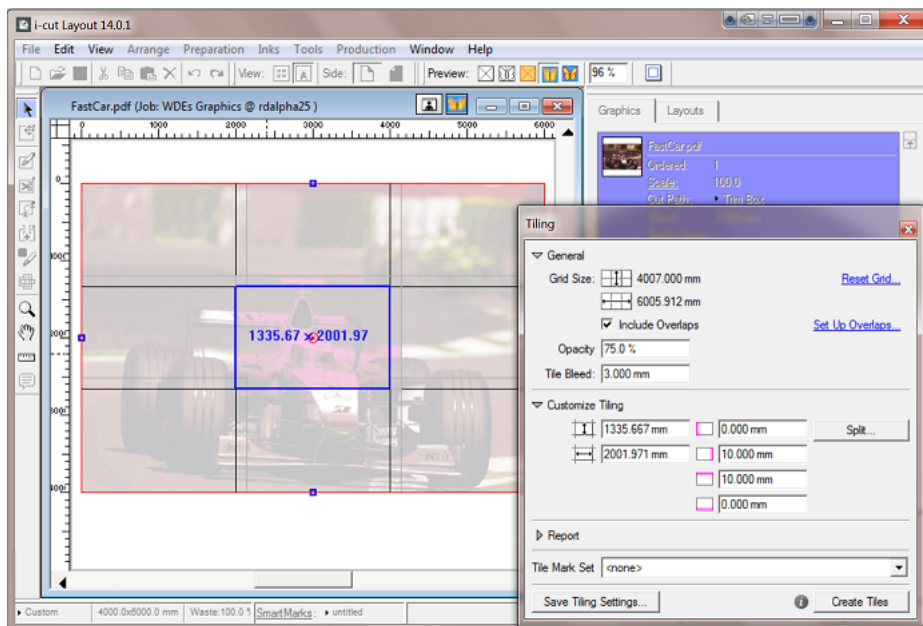 i-cut Layout 14.0.1
File Edit View Arrange Preparation Inks Tools Production Window Help
View: A Side: Preview: 96 %
FastCar.pdf (Job: WDEs Graphics @ rdalpha25 )
Graphics Layouts
0 1000 2000 3000 4000 5000 6000
FastCar.pdf
Ordered: 1
Scale: 100.0
Cut Path: Trim Box
Tiling
General
Grid Size: 4007.000 mm Reset Grid...
6005.912 mm
Include Overlaps Set Up Overlaps...
1335.67 x 2001.97
Opacity 75.0 %
Tile Bleed: 3.000 mm
Customize Tiling
1335.667 mm 0.000 mm Split...
2001.971 mm 10.000 mm
10.000 mm
0.000 mm
Report
Tile Mark Set <none>
Save Tiling Settings... Create Tiles
Custom 4000.0x6000.0 mm Waste:100.0 SmartMarks: untitled